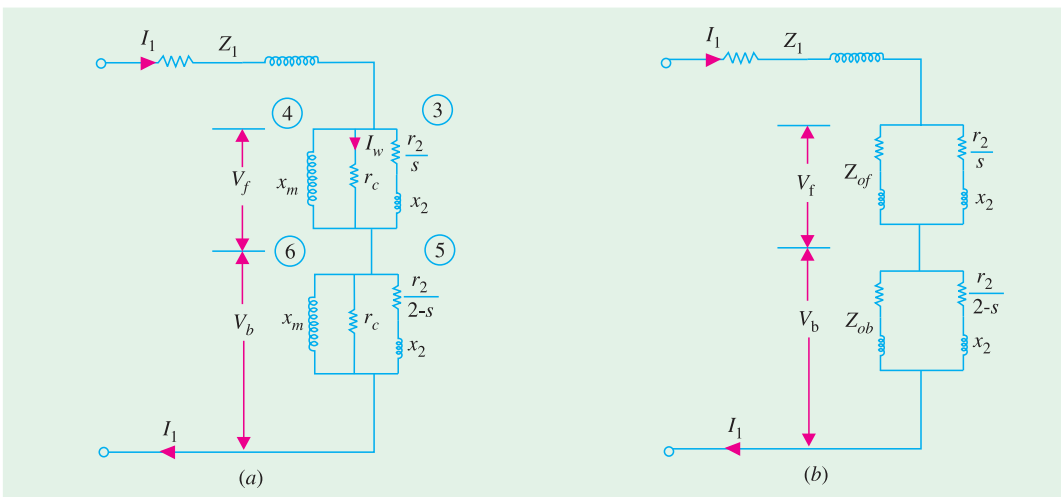 I1
Z1
4
3
Iw
r2
s
Vf
xm
rc
x2
6
5
r2
2-s
Vb
xm
rc
x2
I1
(a)
I1
Z1
r2
s
Vf
Zof
x2
r2
2-s
Vb
Zob
x2
I1
(b)